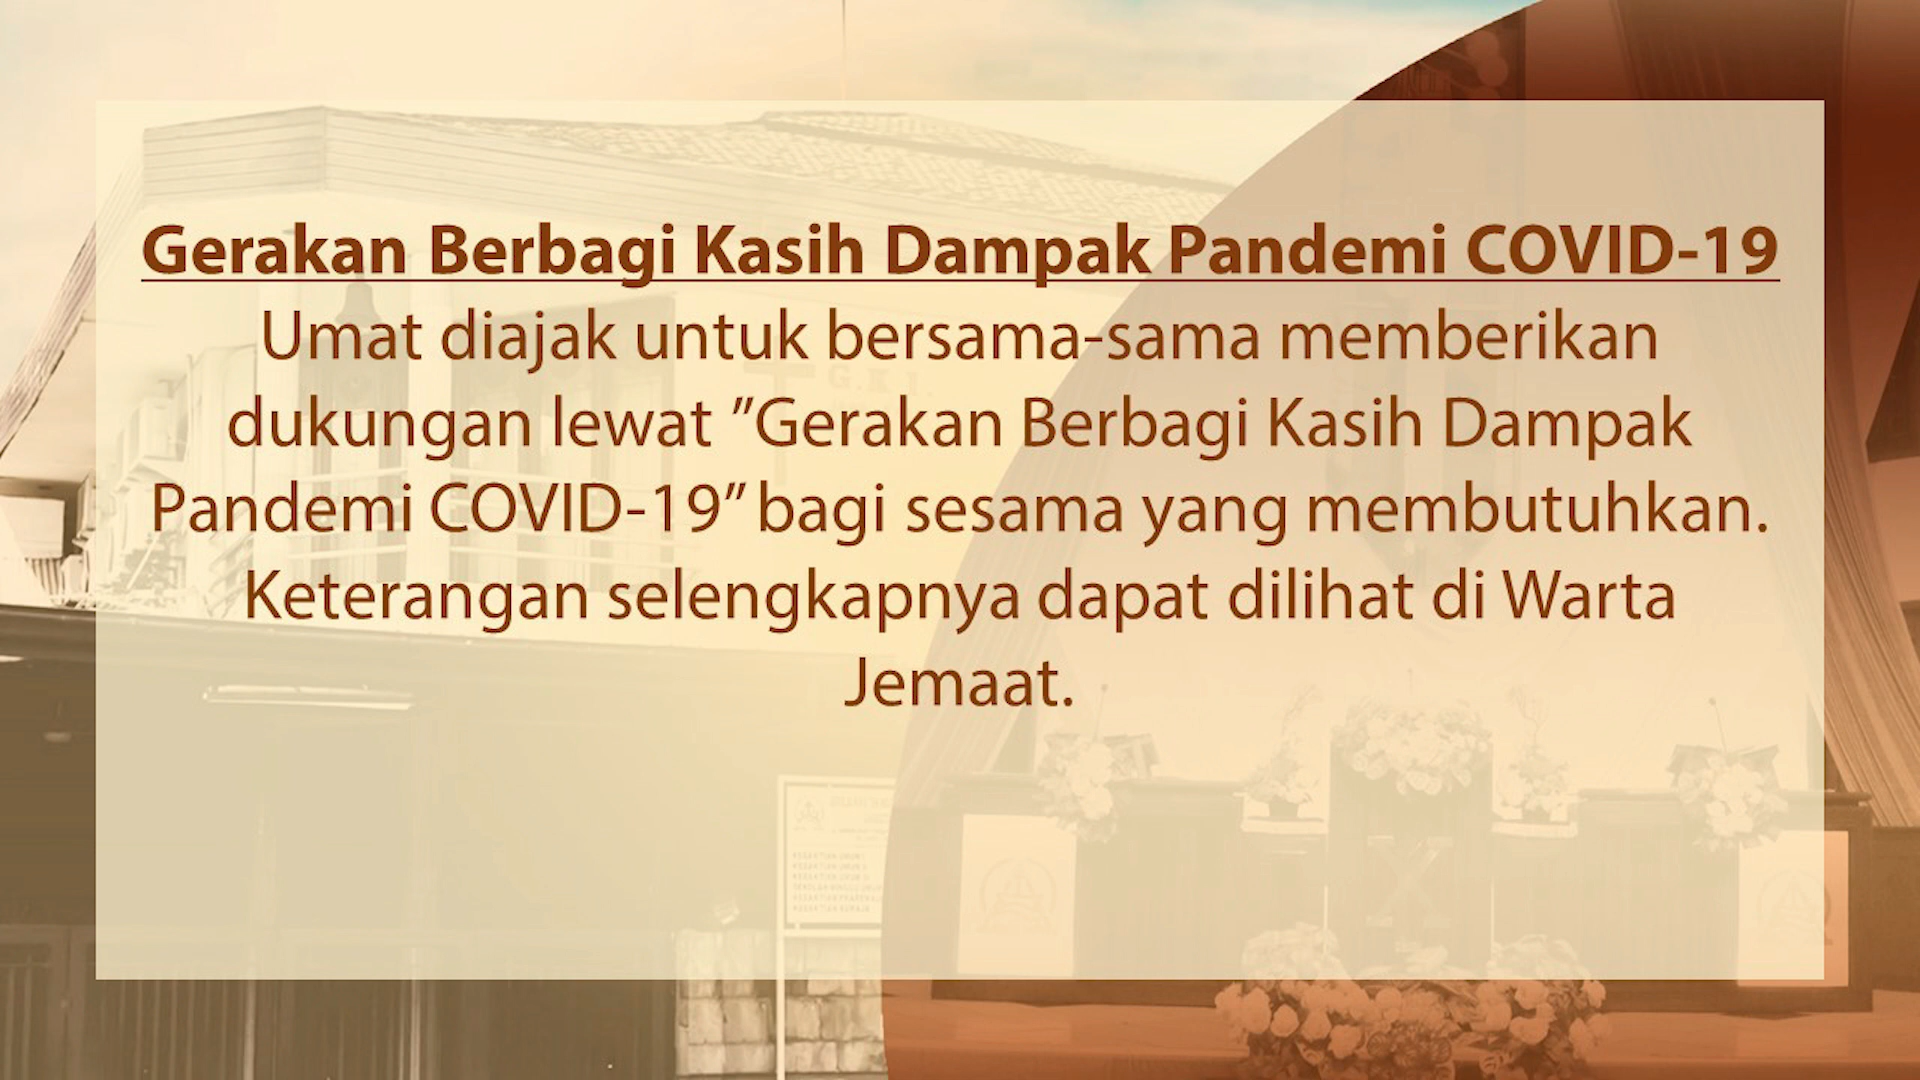 Gerakan Berbagi Kasih Dampak Pandemi COVID-19
Umat diajak untuk bersama-sama memberikan
dukungan lewat ”Gerakan Berbagi Kasih Dampak
Pandemi COVID-19” bagi sesama yang membutuhkan.
Keterangan selengkapnya dapat dilihat di Warta
Jemaat.
G.K.I.